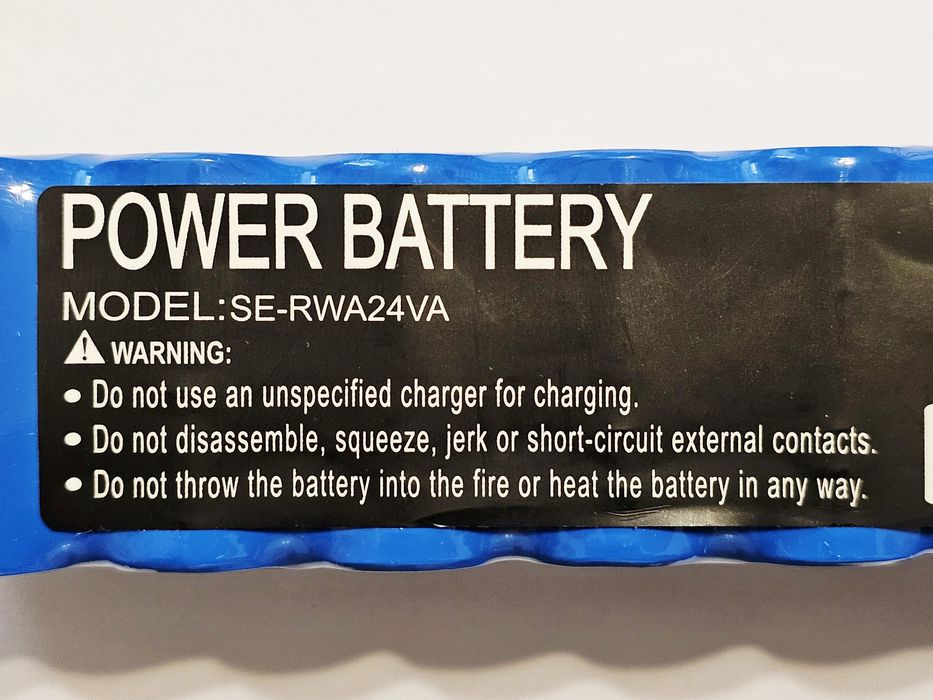 POWER BATTERY
MODEL:SE-RWA24VA
WARNING:
• Do not use an unspecified charger for charging.
• Do not disassemble, squeeze, jerk or short-circuit external contacts.
• Do not throw the battery into the fire or heat the battery in any way.